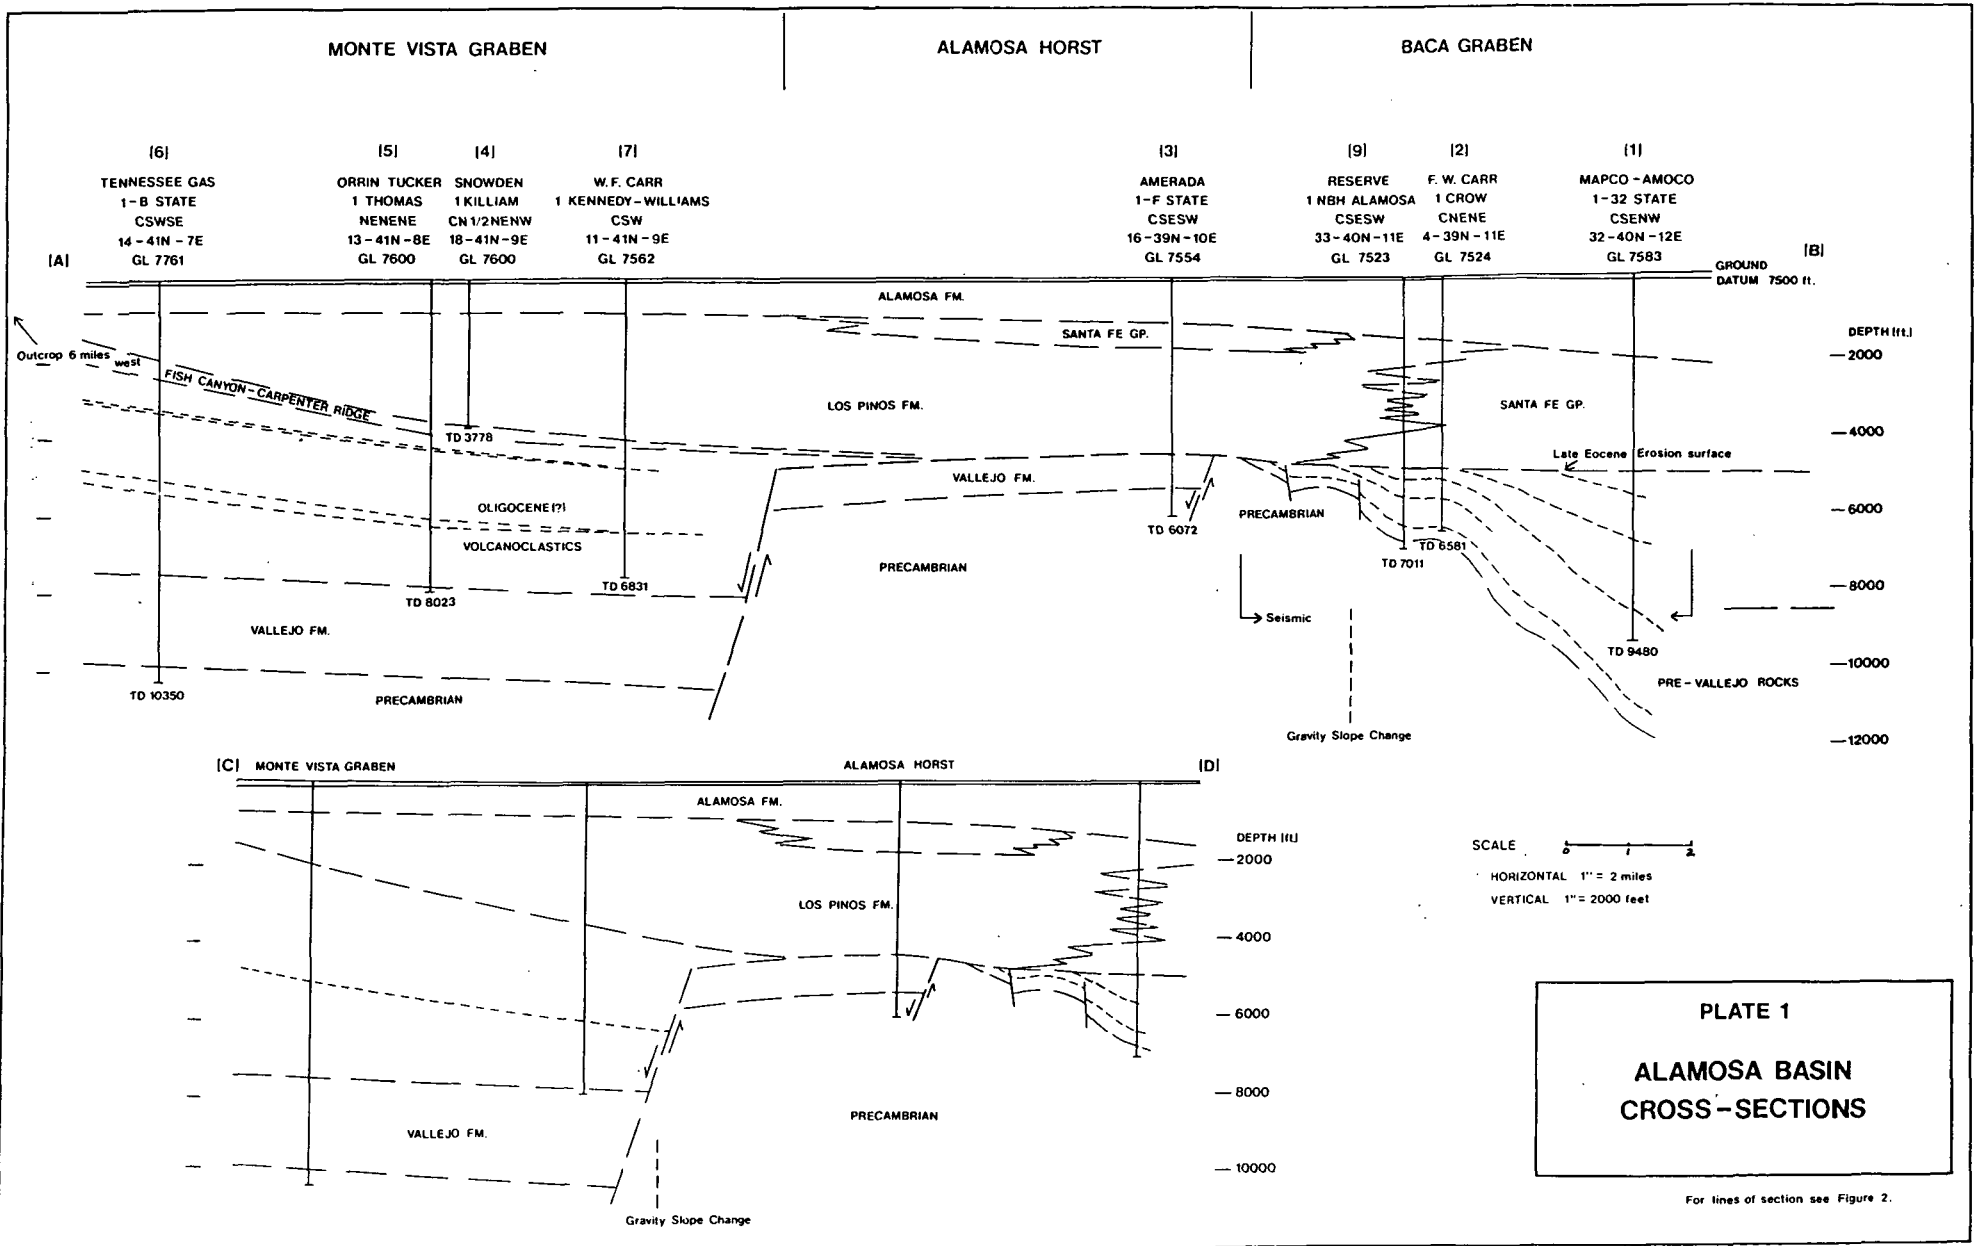 MONTE VISTA GRABEN
ALAMOSA HORST
BACA GRABEN
|6|
TENNESSEE GAS
1-B STATE
CSWSE
14-41N-7E
GL 7761
|5|
ORRIN TUCKER
1 THOMAS
NENENE
13-41N-8E
GL 7600
|4|
SNOWDEN
1 KILLIAM
CN 1/2 NENW
18-41N-9E
GL 7600
|7|
W.F. CARR
1 KENNEDY-WILLIAMS
CSW
11-41N-9E
GL 7562
|3|
AMERADA
1-F STATE
CSESW
16-39N-10E
GL 7554
|9|
RESERVE
1 NBH ALAMOSA
CSESW
33-40N-11E
GL 7523
|2|
F.W. CARR
1 CROW
CNENE
4-39N-11E
GL 7524
|1|
MAPCO-AMOCO
1-32 STATE
CSENW
32-40N-12E
GL 7583
|A|
|B|
GROUND
DATUM 7500 ft.
ALAMOSA FM.
SANTA FE GP.
DEPTH (ft.)
2000
Outcrop 6 miles west
FISH CANYON-CARPENTER RIDGE
LOS PINOS FM.
SANTA FE GP.
TD 3778
4000
Late Eocene Erosion surface
VALLEJO FM.
OLIGOCENE(?)
VOLCANOCLASTICS
6000
PRECAMBRIAN
TD 6072
TD 6581
TD 7011
PRECAMBRIAN
TD 6831
TD 8023
8000
Seismic
VALLEJO FM.
TD 9480
10000
PRE-VALLEJO ROCKS
TD 10350
PRECAMBRIAN
Gravity Slope Change
12000
|C|
MONTE VISTA GRABEN
ALAMOSA HORST
|D|
ALAMOSA FM.
DEPTH (ft)
2000
LOS PINOS FM.
4000
6000
8000
PRECAMBRIAN
VALLEJO FM.
10000
Gravity Slope Change
SCALE
0 1 2
HORIZONTAL 1" = 2 miles
VERTICAL 1" = 2000 feet
PLATE 1
ALAMOSA BASIN
CROSS-SECTIONS
For lines of section see Figure 2.